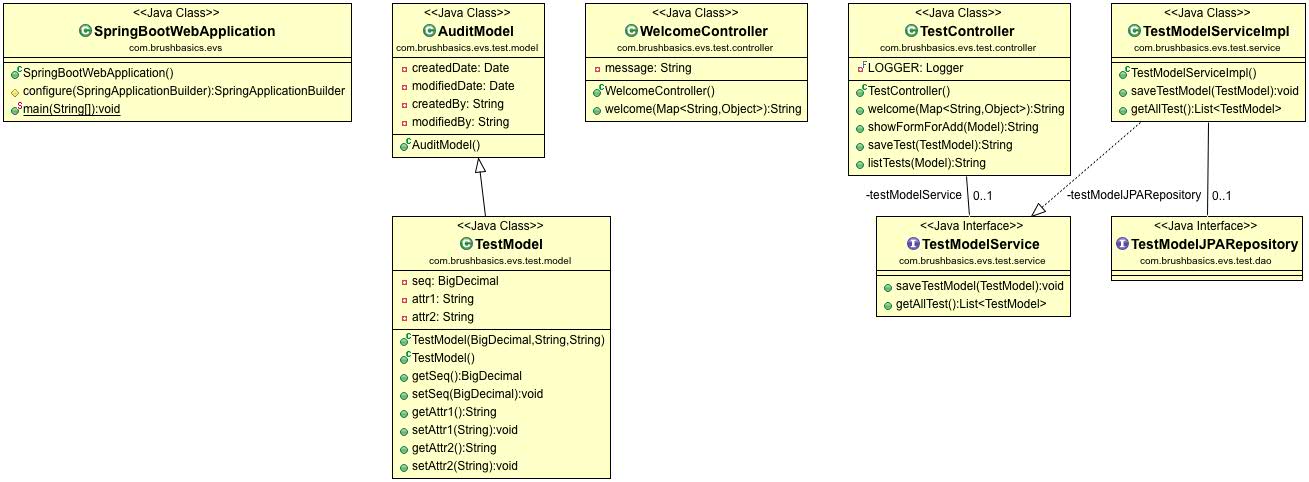 <<Java Class>>
SpringBootWebApplication
com.brushbasics.evs
SpringBootWebApplication()
configure(SpringApplicationBuilder):SpringApplicationBuilder
main(String[]):void
<<Java Class>>
AuditModel
com.brushbasics.evs.test.model
createdDate: Date
modifiedDate: Date
createdBy: String
modifiedBy: String
AuditModel()
<<Java Class>>
WelcomeController
com.brushbasics.evs.test.controller
message: String
WelcomeController()
welcome(Map<String,Object>):String
<<Java Class>>
TestController
com.brushbasics.evs.test.controller
LOGGER: Logger
TestController()
welcome(Map<String,Object>):String
showFormForAdd(Model):String
saveTest(TestModel):String
listTests(Model):String
<<Java Class>>
TestModelServiceImpl
com.brushbasics.evs.test.service
TestModelServiceImpl()
saveTestModel(TestModel):void
getAllTest():List<TestModel>
-testModelService 0..1
-testModelJPARepository 0..1
<<Java Class>>
TestModel
com.brushbasics.evs.test.model
seq: BigDecimal
attr1: String
attr2: String
TestModel(BigDecimal,String,String)
TestModel()
getSeq():BigDecimal
setSeq(BigDecimal):void
getAttr1():String
setAttr1(String):void
getAttr2():String
setAttr2(String):void
<<Java Interface>>
TestModelService
com.brushbasics.evs.test.service
saveTestModel(TestModel):void
getAllTest():List<TestModel>
<<Java Interface>>
TestModelJPARepository
com.brushbasics.evs.test.dao